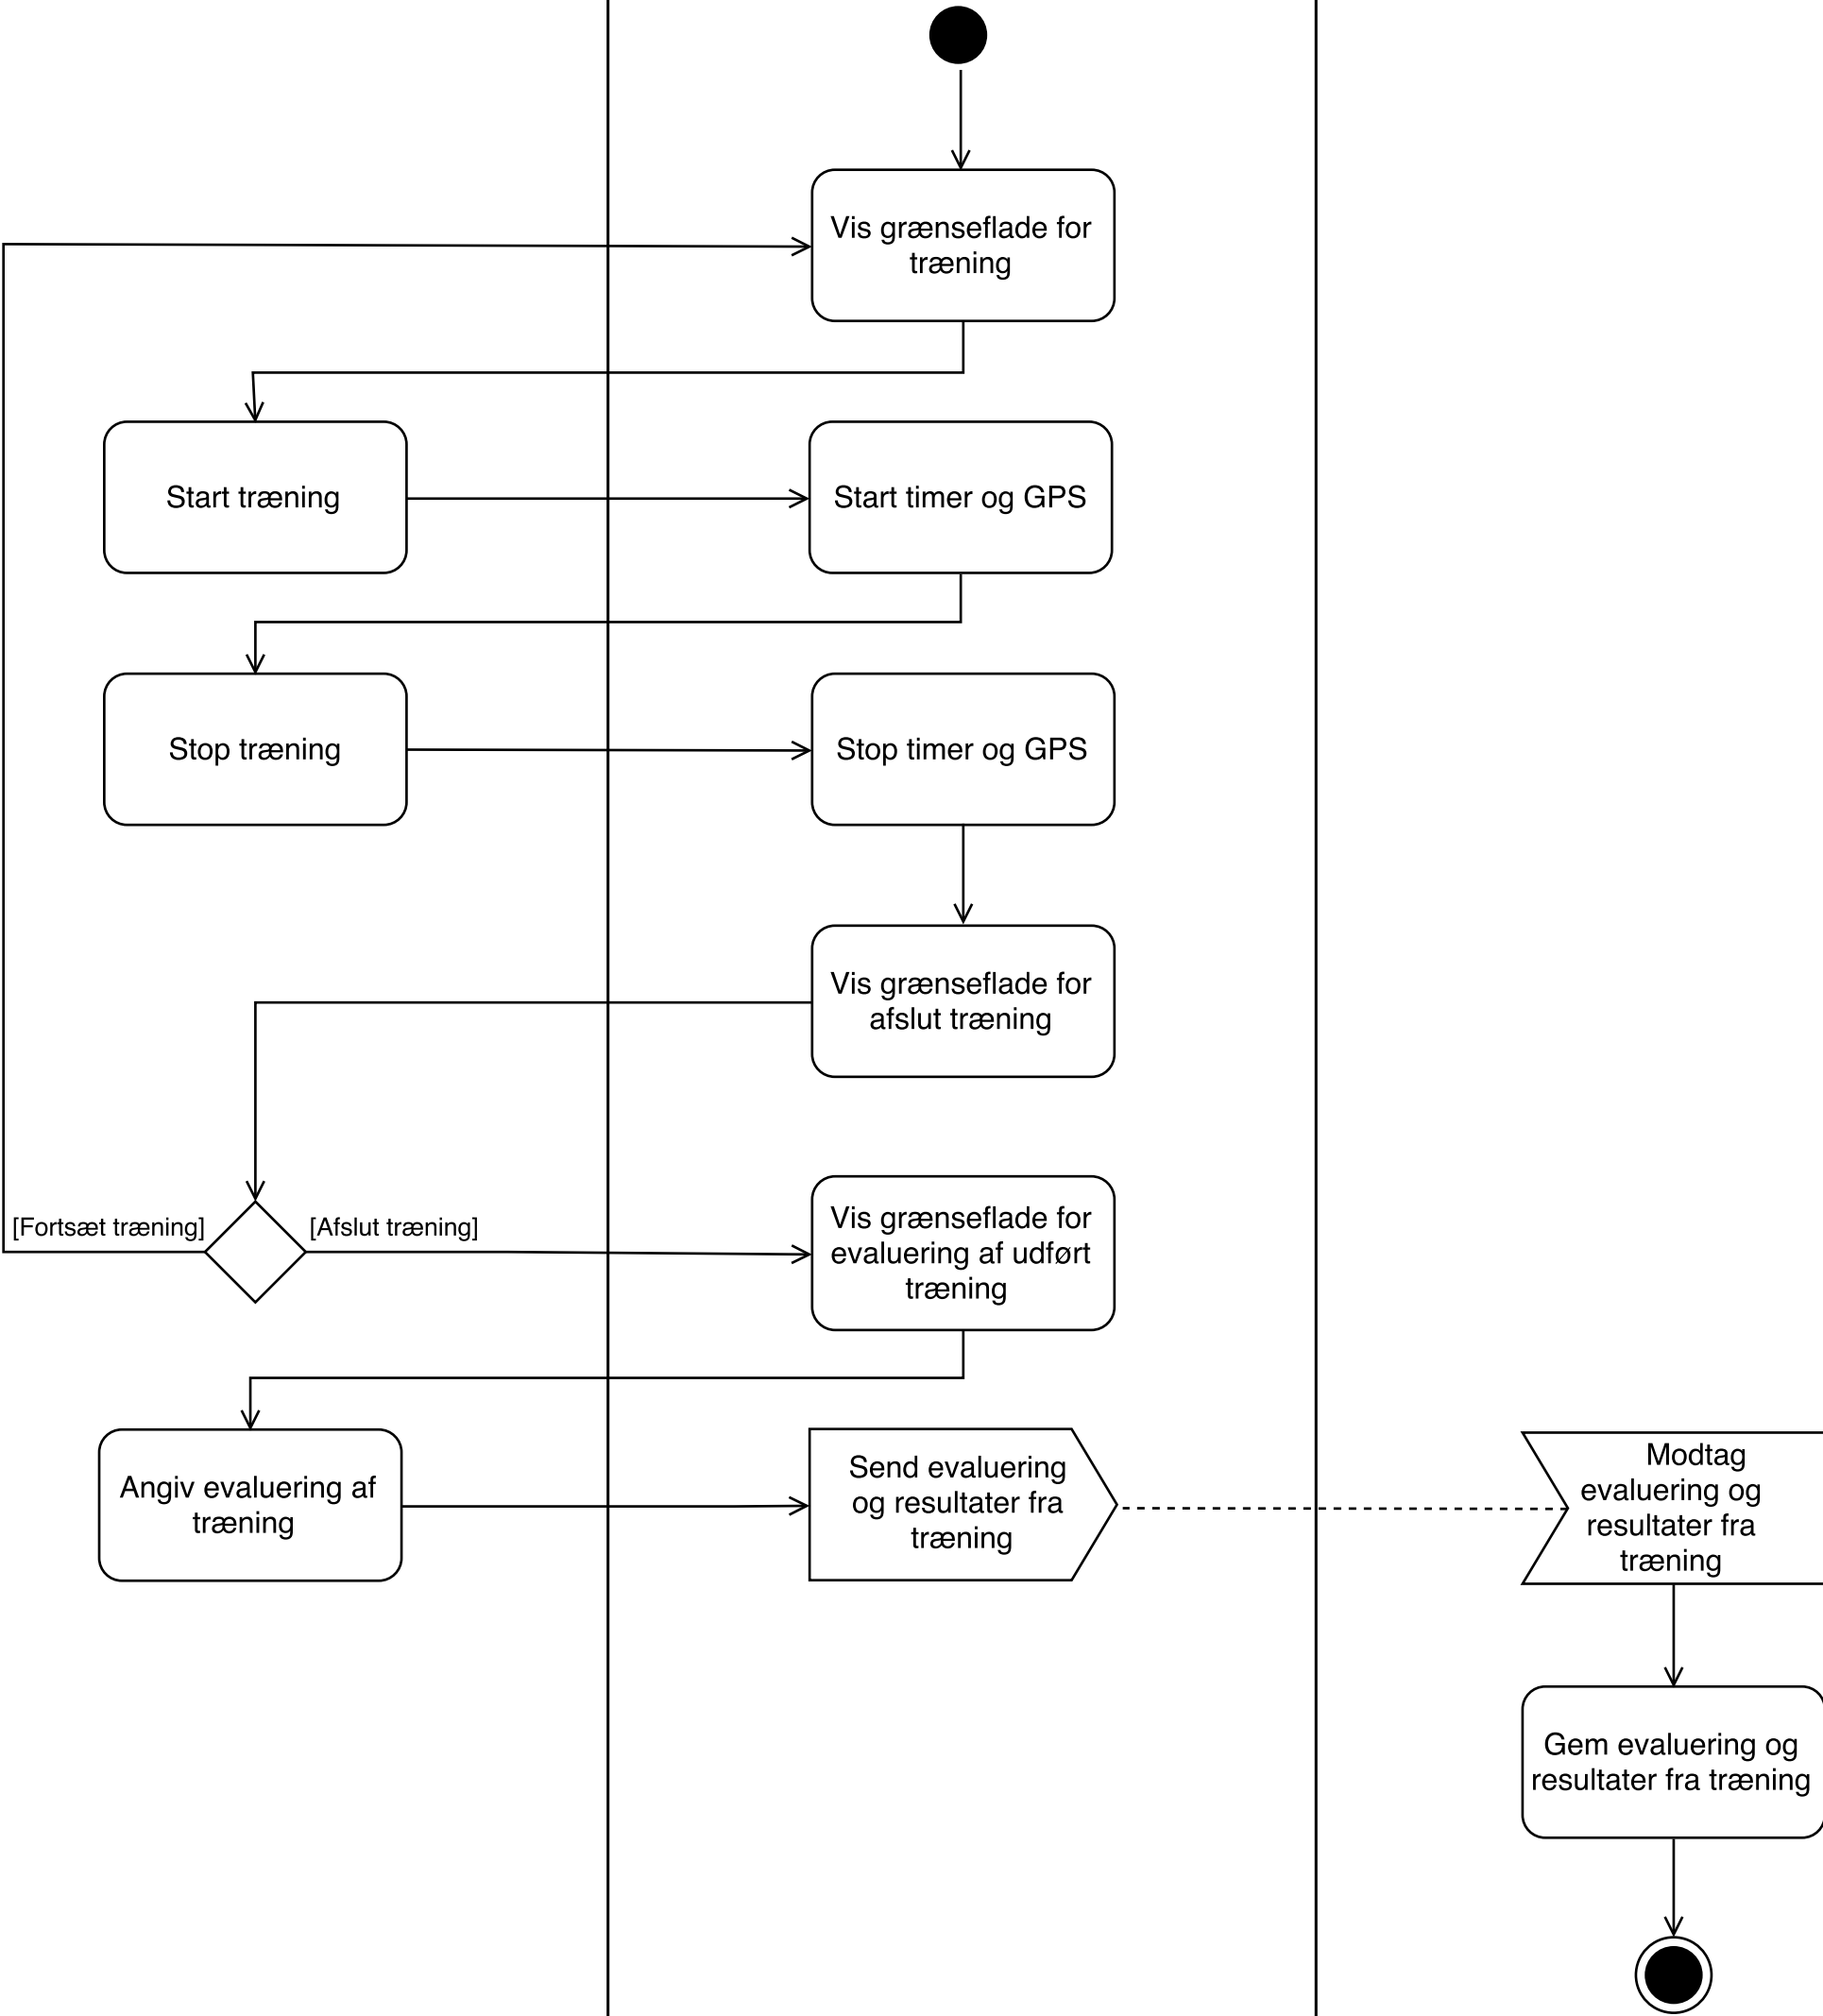 Vis grænseflade for
træning
Start træning
Start timer og GPS
Stop træning
Stop timer og GPS
Vis grænseflade for
afslut træning
[Fortsæt træning]
[Afslut træning]
Vis grænseflade for
evaluering af udført
træning
Angiv evaluering af
træning
Send evaluering
og resultater fra
træning
Modtag
evaluering og
resultater fra
træning
Gem evaluering og
resultater fra træning